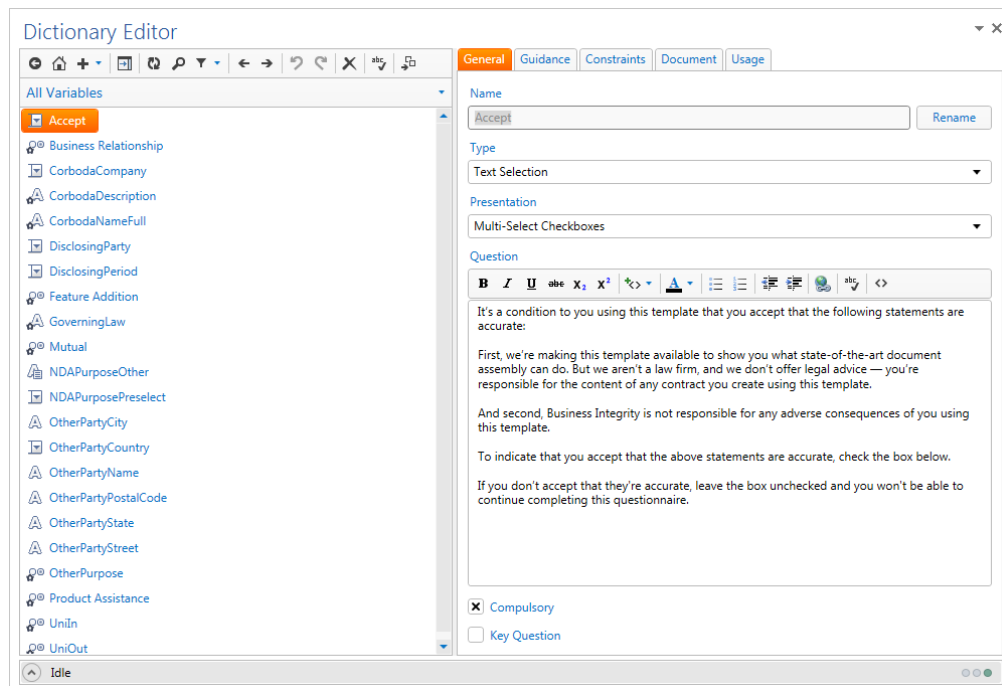 Dictionary Editor
All Variables
Accept
Business Relationship
CorbodaCompany
CorbodaDescription
CorbodaNameFull
DisclosingParty
DisclosingPeriod
Feature Addition
GoverningLaw
Mutual
NDAPurposeOther
NDAPurposePreselect
OtherPartyCity
OtherPartyCountry
OtherPartyName
OtherPartyPostalCode
OtherPartyState
OtherPartyStreet
OtherPurpose
Product Assistance
UniIn
UniOut
General Guidance Constraints Document Usage
Name
Accept Rename
Type
Text Selection
Presentation
Multi-Select Checkboxes
Question
B I U abc X₂ X² A abc
It's a condition to you using this template that you accept that the following statements are
accurate:
First, we're making this template available to show you what state-of-the-art document
assembly can do. But we aren't a law firm, and we don't offer legal advice — you're
responsible for the content of any contract you create using this template.
And second, Business Integrity is not responsible for any adverse consequences of you using
this template.
To indicate that you accept that the above statements are accurate, check the box below.
If you don't accept that they're accurate, leave the box unchecked and you won't be able to
continue completing this questionnaire.
Compulsory
Key Question
Idle